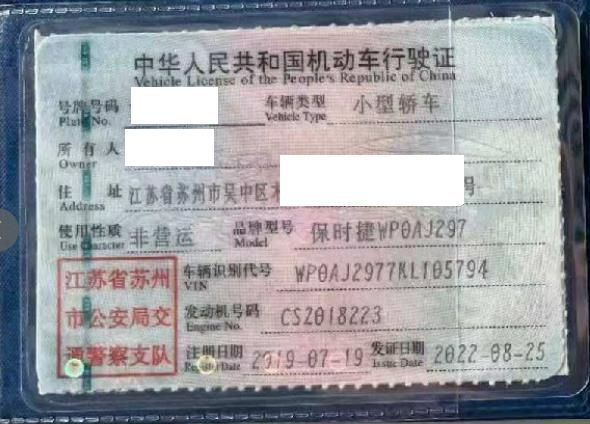 中华人民共和国机动车行驶证
Vehicle License of the People's Republic of China
号牌号码 车辆类型 小型轿车
Plate No. Vehicle Type
所有人
Owner
住址 江苏省苏州市吴中区木 号
Address
使用性质 非营运 品牌型号 保时捷WP0AJ297
Use Character Model
江苏省苏州 车辆识别代号 WP0AJ2977KL105794
VIN
市公安局交 发动机号码 CSZ018223
Engine No.
通警察支队 注册日期 2019-07-19 发证日期 2022-08-25
Register Date Issue Date